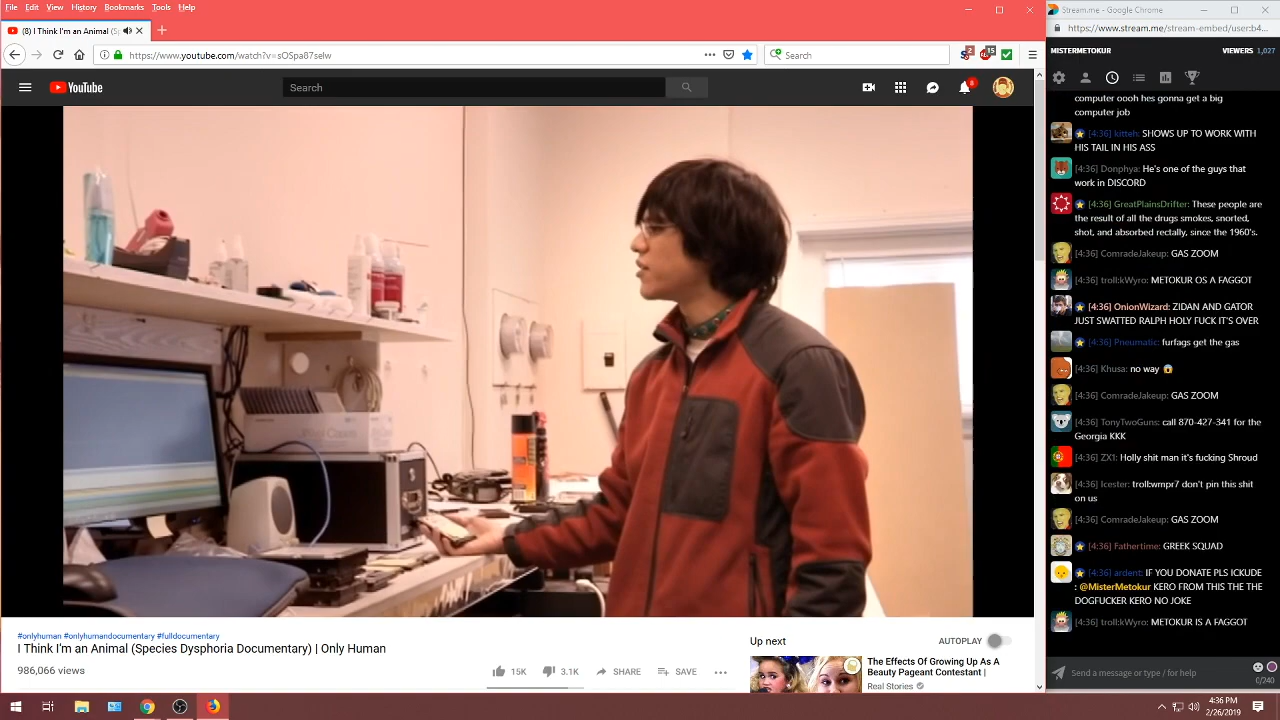 File Edit View History Bookmarks Tools Help
(8) I Think I'm an Animal (Sp
https://www.youtube.com/watch?v=sOSpa87selw
Search
YouTube
Search
8
#onlyhuman #onlyhumandocumentary #fulldocumentary
I Think I'm an Animal (Species Dysphoria Documentary) | Only Human
986,066 views
15K
3.1K
SHARE
SAVE
Up next
AUTOPLAY
The Effects Of Growing Up As A
Beauty Pageant Contestant |
Real Stories
Stream.me - Google Chrome
https://www.stream.me/stream-embed/userb4...
MISTERMETOKUR
VIEWERS 1,027
computer oooh hes gonna get a big
computer job
[4:36] kitteh: SHOWS UP TO WORK WITH
HIS TAIL IN HIS ASS
[4:36] Donphya: He's one of the guys that
work in DISCORD
[4:36] GreatPlainsDrifter: These people are
the result of all the drugs smokes, snorted,
shot, and absorbed rectally, since the 1960's.
[4:36] ComradeJakeup: GAS ZOOM
[4:36] troll:kWyro: METOKUR OS A FAGGOT
[4:36] OnionWizard: ZIDAN AND GATOR
JUST SWATTED RALPH HOLY FUCK IT'S OVER
[4:36] Pneumatic: furfags get the gas
[4:36] Khusa: no way 😱
[4:36] ComradeJakeup: GAS ZOOM
[4:36] TonyTwoGuns: call 870-427-341 for the
Georgia KKK
[4:36] ZX1: Holly shit man it's fucking Shroud
[4:36] Icester: troll:wmpr7 don't pin this shit
on us
[4:36] ComradeJakeup: GAS ZOOM
[4:36] Fathertime: GREEK SQUAD
[4:36] ardent: IF YOU DONATE PLS ICKUDE
: @MisterMetokur KERO FROM THIS THE THE
DOGFUCKER KERO NO JOKE
[4:36] troll:kWyro: METOKUR IS A FAGGOT
Send a message or type / for help
0/240
4:36 PM
2/26/2019